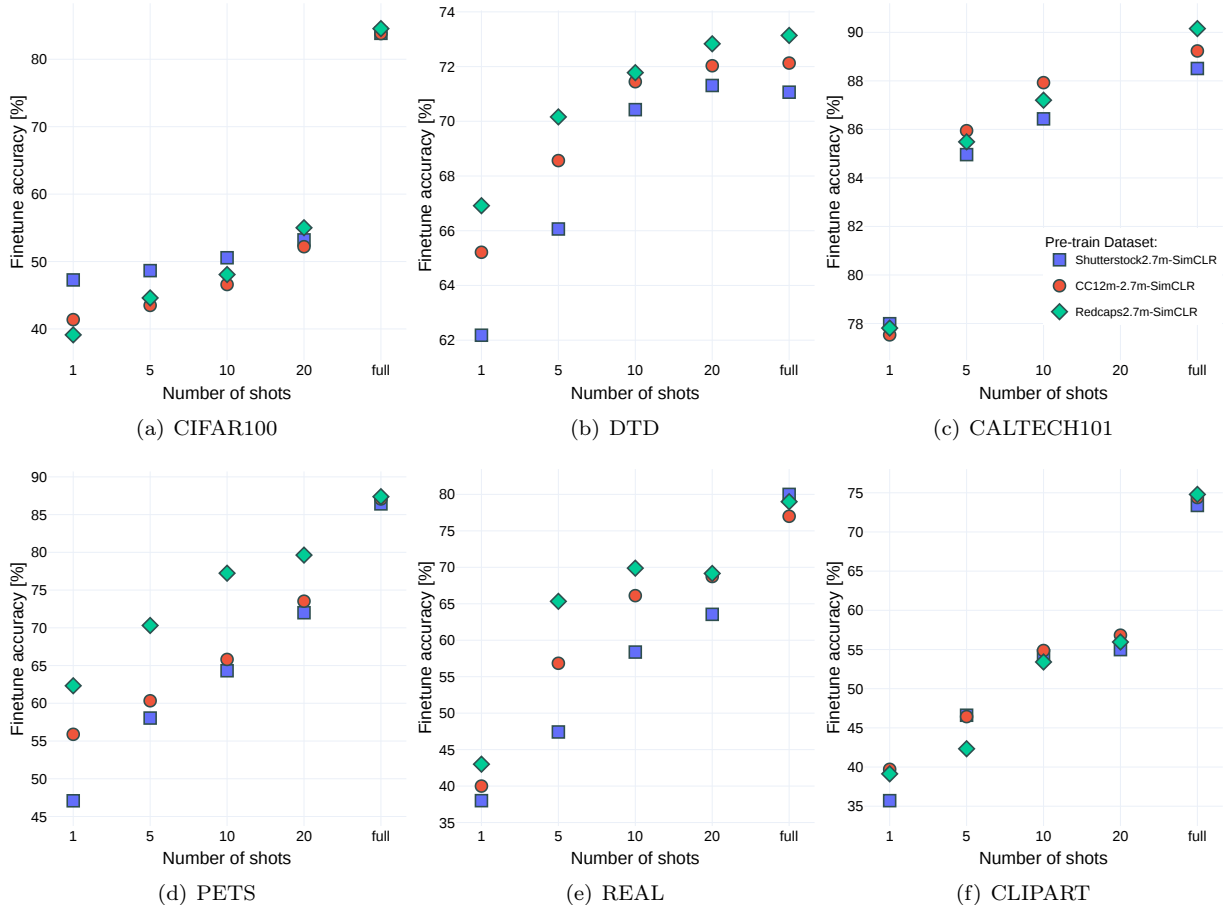 Finetune accuracy [%]
80
70
60
50
40
1 5 10 20 full
Number of shots
(a) CIFAR100
Finetune accuracy [%]
74
72
70
68
66
64
62
1 5 10 20 full
Number of shots
(b) DTD
Finetune accuracy [%]
90
88
86
84
82
80
78
Pre-train Dataset:
Shutterstock2.7m-SimCLR
CC12m-2.7m-SimCLR
Redcaps2.7m-SimCLR
1 5 10 20 full
Number of shots
(c) CALTECH101
Finetune accuracy [%]
90
85
80
75
70
65
60
55
50
45
1 5 10 20 full
Number of shots
(d) PETS
Finetune accuracy [%]
80
75
70
65
60
55
50
45
40
35
1 5 10 20 full
Number of shots
(e) REAL
Finetune accuracy [%]
75
70
65
60
55
50
45
40
35
1 5 10 20 full
Number of shots
(f) CLIPART